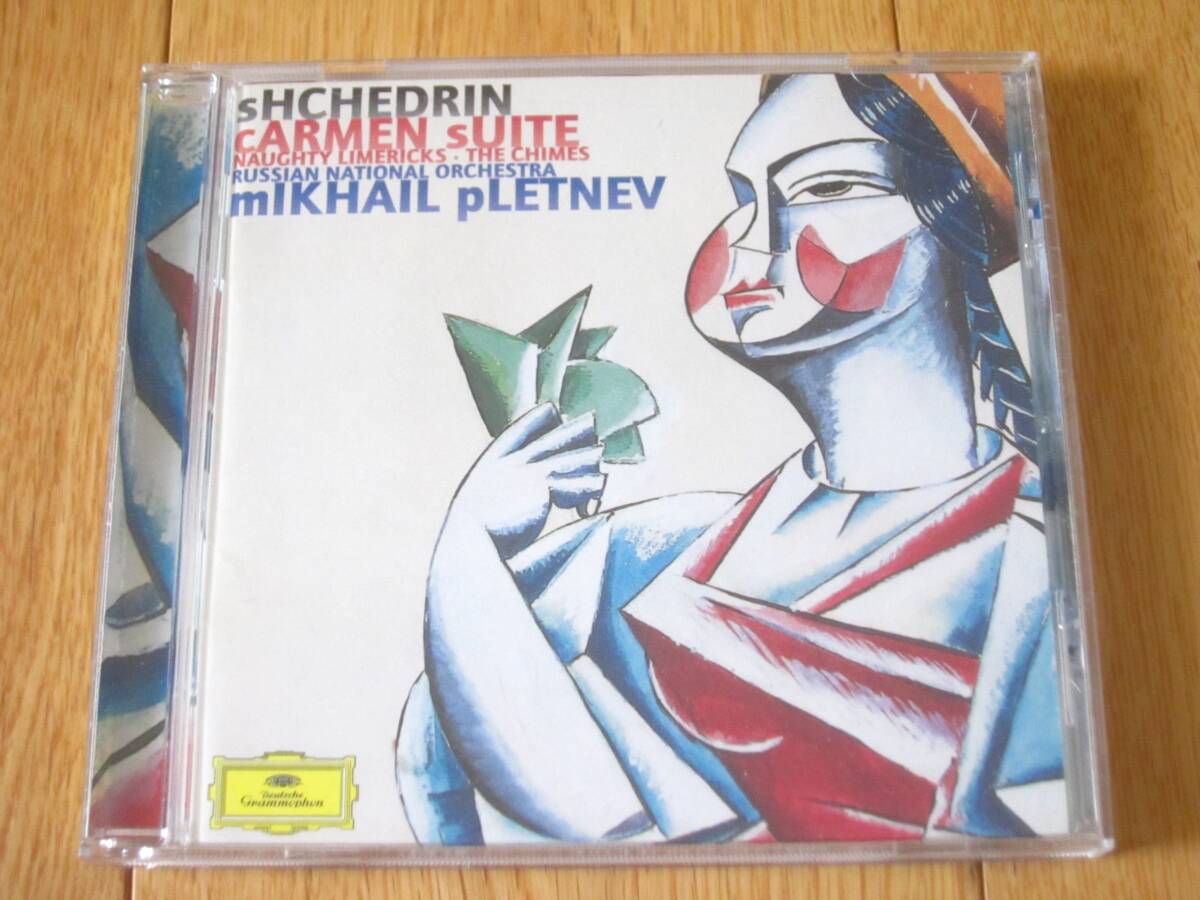 sHCHEDRIN
cARMEN sUITE
NAUGHTY LIMERICKS · THE CHIMES
RUSSIAN NATIONAL ORCHESTRA
mIKHAIL pLETNEV
Deutsche
Grammophon